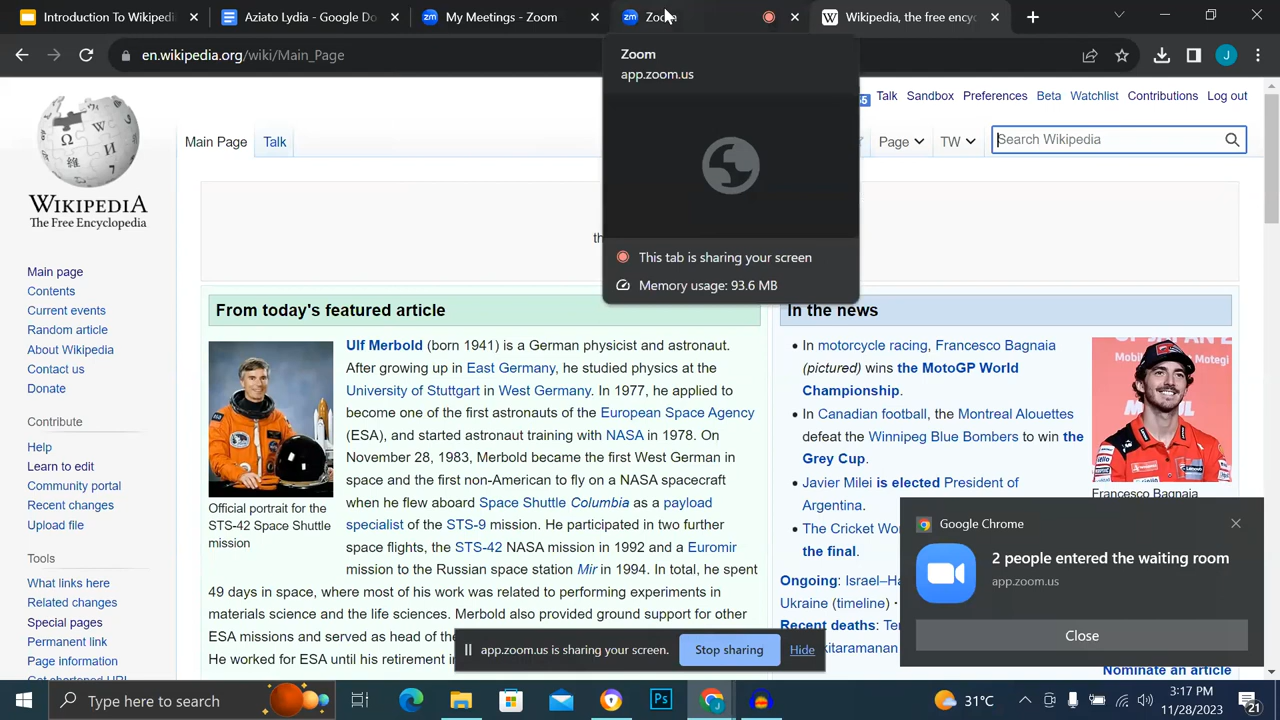 Introduction To Wikipedi
Aziato Lydia - Google Do
My Meetings - Zoom
Zoom
Wikipedia, the free ency
en.wikipedia.org/wiki/Main_Page
J
Zoom
app.zoom.us
This tab is sharing your screen
Memory usage: 93.6 MB
Talk
Sandbox
Preferences
Beta
Watchlist
Contributions
Log out
Main Page
Talk
Page
TW
Search Wikipedia
WIKIPEDIA
The Free Encyclopedia
Main page
Contents
Current events
Random article
About Wikipedia
Contact us
Donate
Contribute
Help
Learn to edit
Community portal
Recent changes
Upload file
Tools
What links here
Related changes
Special pages
Permanent link
Page information
th
From today's featured article
Official portrait for the
STS-42 Space Shuttle
mission
Ulf Merbold (born 1941) is a German physicist and astronaut.
After growing up in East Germany, he studied physics at the
University of Stuttgart in West Germany. In 1977, he applied to
become one of the first astronauts of the European Space Agency
(ESA), and started astronaut training with NASA in 1978. On
November 28, 1983, Merbold became the first West German in
space and the first non-American to fly on a NASA spacecraft
when he flew aboard Space Shuttle Columbia as a payload
specialist of the STS-9 mission. He participated in two further
space flights, the STS-42 NASA mission in 1992 and a Euromir
mission to the Russian space station Mir in 1994. In total, he spent
49 days in space, where most of his work was related to performing experiments in
materials science and the life sciences. Merbold also provided ground support for other
ESA missions and served as head of the
He worked for ESA until his retirement i
In the news
• In motorcycle racing, Francesco Bagnaia
(pictured) wins the MotoGP World
Championship.
• In Canadian football, the Montreal Alouettes
defeat the Winnipeg Blue Bombers to win the
Grey Cup.
• Javier Milei is elected President of
Argentina.
• The Cricket Wo
the final.
Francesco Bagnaia
Ongoing: Israel–Ha
Ukraine (timeline) ·
Recent deaths: Te
kitaramanan
Nominate an article
app.zoom.us is sharing your screen.
Stop sharing
Hide
Google Chrome
2 people entered the waiting room
app.zoom.us
Close
Type here to search
Ps
31°C
3:17 PM
11/28/2023
21